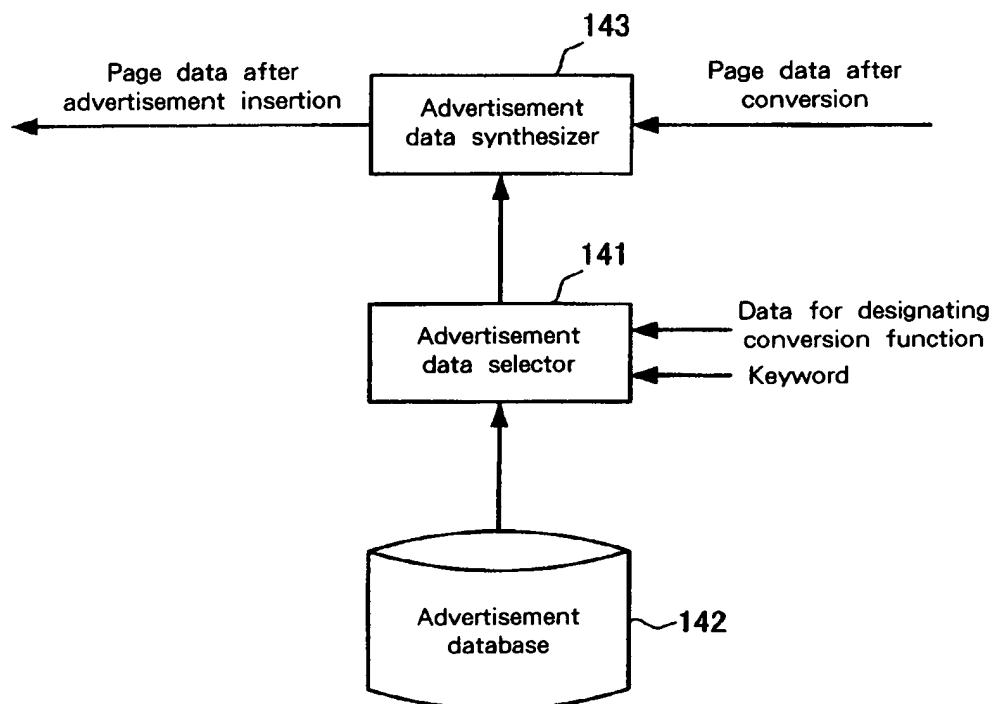 143
Page data after
advertisement insertion
Advertisement
data synthesizer
Page data after
conversion
141
Advertisement
data selector
Data for designating
conversion function
Keyword
Advertisement
database
142